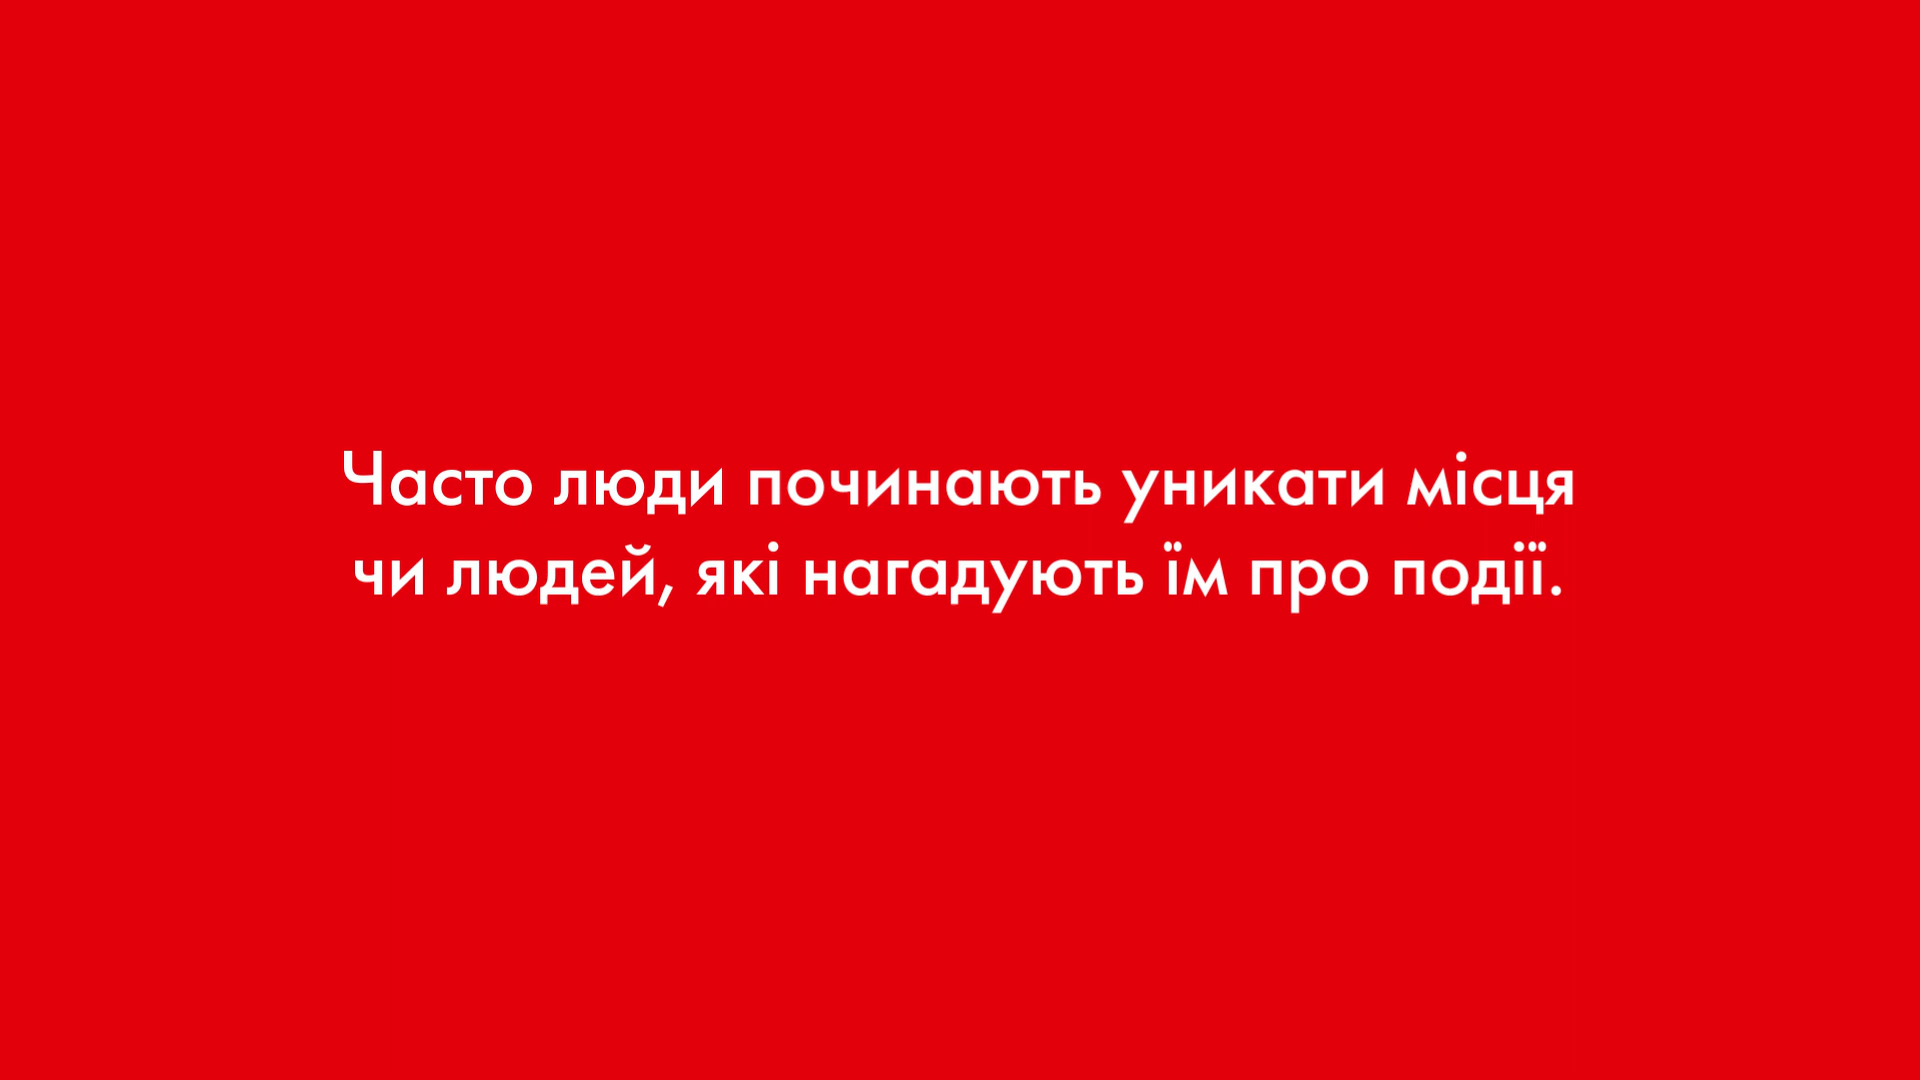 Часто люди починають уникати місця
чи людей, які нагадують їм про події.